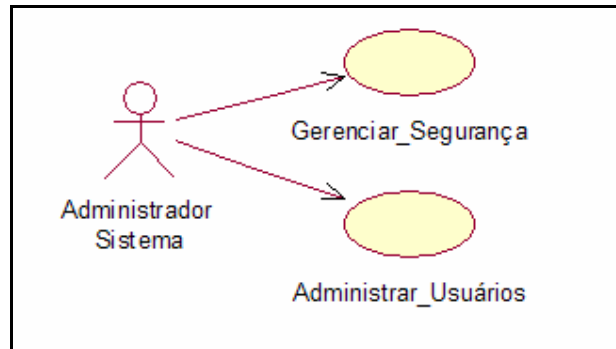 Gerenciar_Segurança
Administrador
Sistema
Administrar_Usuários